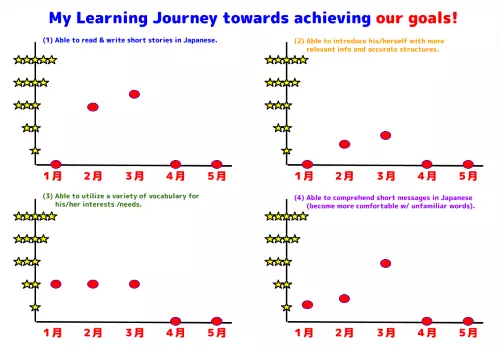 My Learning Journey towards achieving our goals!
(1) Able to read & write short stories in Japanese.
1月 2月 3月 4月 5月
(2) Able to introduce his/herself with more
relevant info and accurate structures.
1月 2月 3月 4月 5月
(3) Able to utilize a variety of vocabulary for
his/her interests /needs.
1月 2月 3月 4月 5月
(4) Able to comprehend short messages in Japanese
(become more comfortable w/ unfamiliar words).
1月 2月 3月 4月 5月